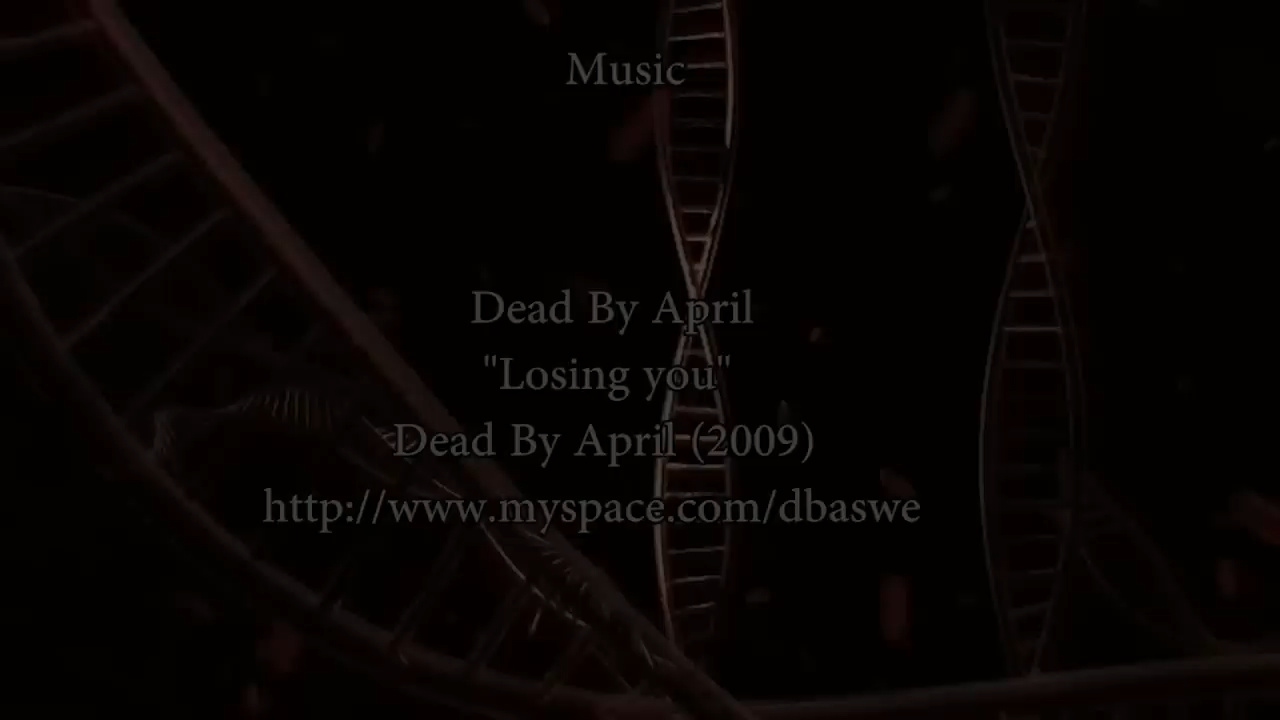 Music
Dead By April
"Losing you"
Dead By April (2009)
http://www.myspace.com/dbaswe